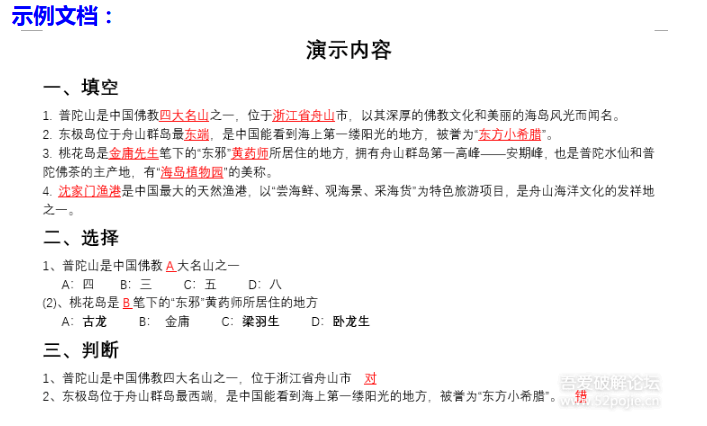 示例文档：
演示内容
一、填空
1. 普陀山是中国佛教四大名山之一，位于浙江省舟山市，以其深厚的佛教文化和美丽的海岛风光而闻名。
2. 东极岛位于舟山群岛最东端，是中国能看到海上第一缕阳光的地方，被誉为“东方小希腊”。
3. 桃花岛是金庸先生笔下的“东邪”黄药师所居住的地方，拥有舟山群岛第一高峰——安期峰，也是普陀水仙和普
陀佛茶的主产地，有“海岛植物园”的美称。
4. 沈家门渔港是中国最大的天然渔港，以“尝海鲜、观海景、采海货”为特色旅游项目，是舟山海洋文化的发祥地
之一。
二、选择
1、普陀山是中国佛教 A 大名山之一
A：四 B：三 C：五 D：八
(2)、桃花岛是 B 笔下的“东邪”黄药师所居住的地方
A：古龙 B： 金庸 C：梁羽生 D：卧龙生
三、判断
1、普陀山是中国佛教四大名山之一，位于浙江省舟山市 对
2、东极岛位于舟山群岛最西端，是中国能看到海上第一缕阳光的地方，被誉为“东方小希腊”。 错
吾爱破解论坛
www.52pojie.cn